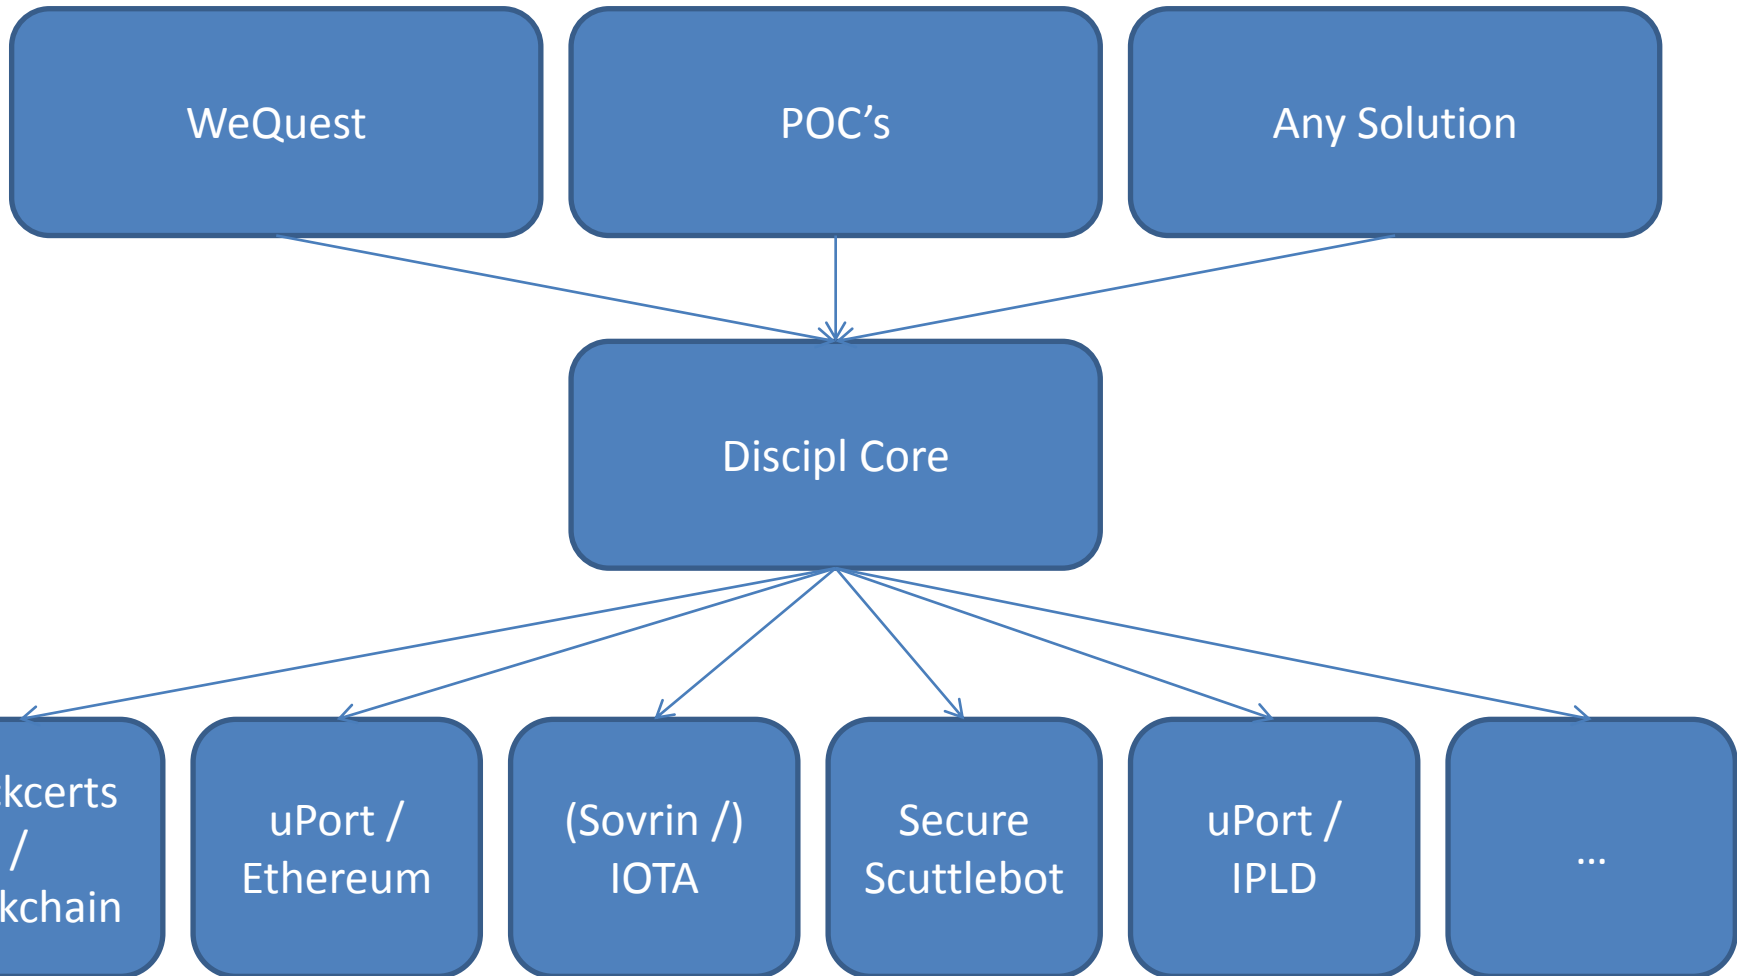 WeQuest
POC’s
Any Solution
Discipl Core
kcerts
/
kchain
uPort /
Ethereum
(Sovrin /)
IOTA
Secure
Scuttlebot
uPort /
IPLD
...